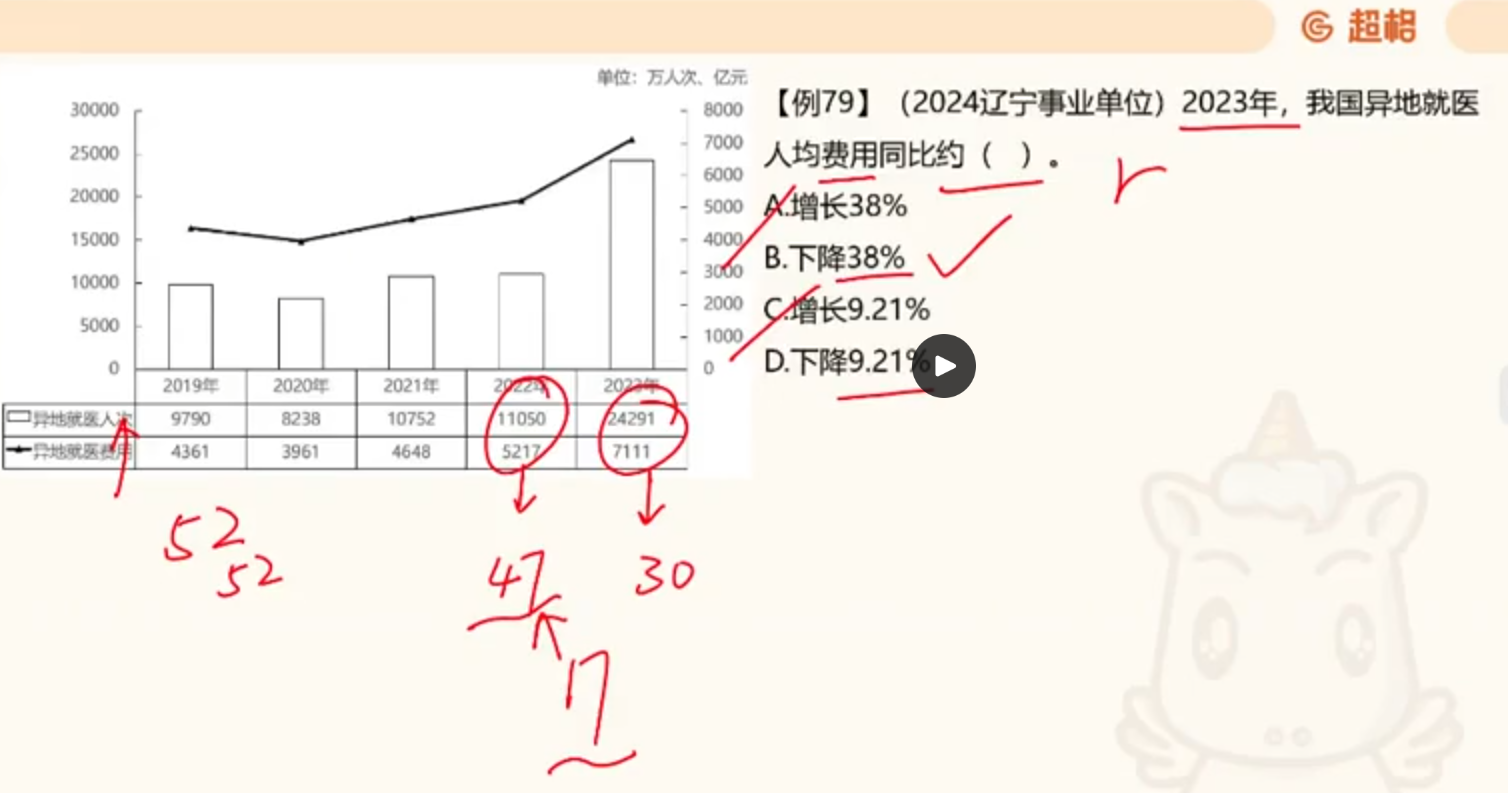 超格
单位：万人次、亿元
30000
25000
20000
15000
10000
5000
0
8000
7000
6000
5000
4000
3000
2000
1000
0
2019年 2020年 2021年 2022年 2023年
异地就医人次 9790 8238 10752 11050 24291
异地就医费用 4361 3961 4648 5217 7111
【例79】（2024辽宁事业单位）2023年，我国异地就医
人均费用同比约（ ）。
A.增长38%
B.下降38%
C.增长9.21%
D.下降9.21%
r
52
52
47
30
17